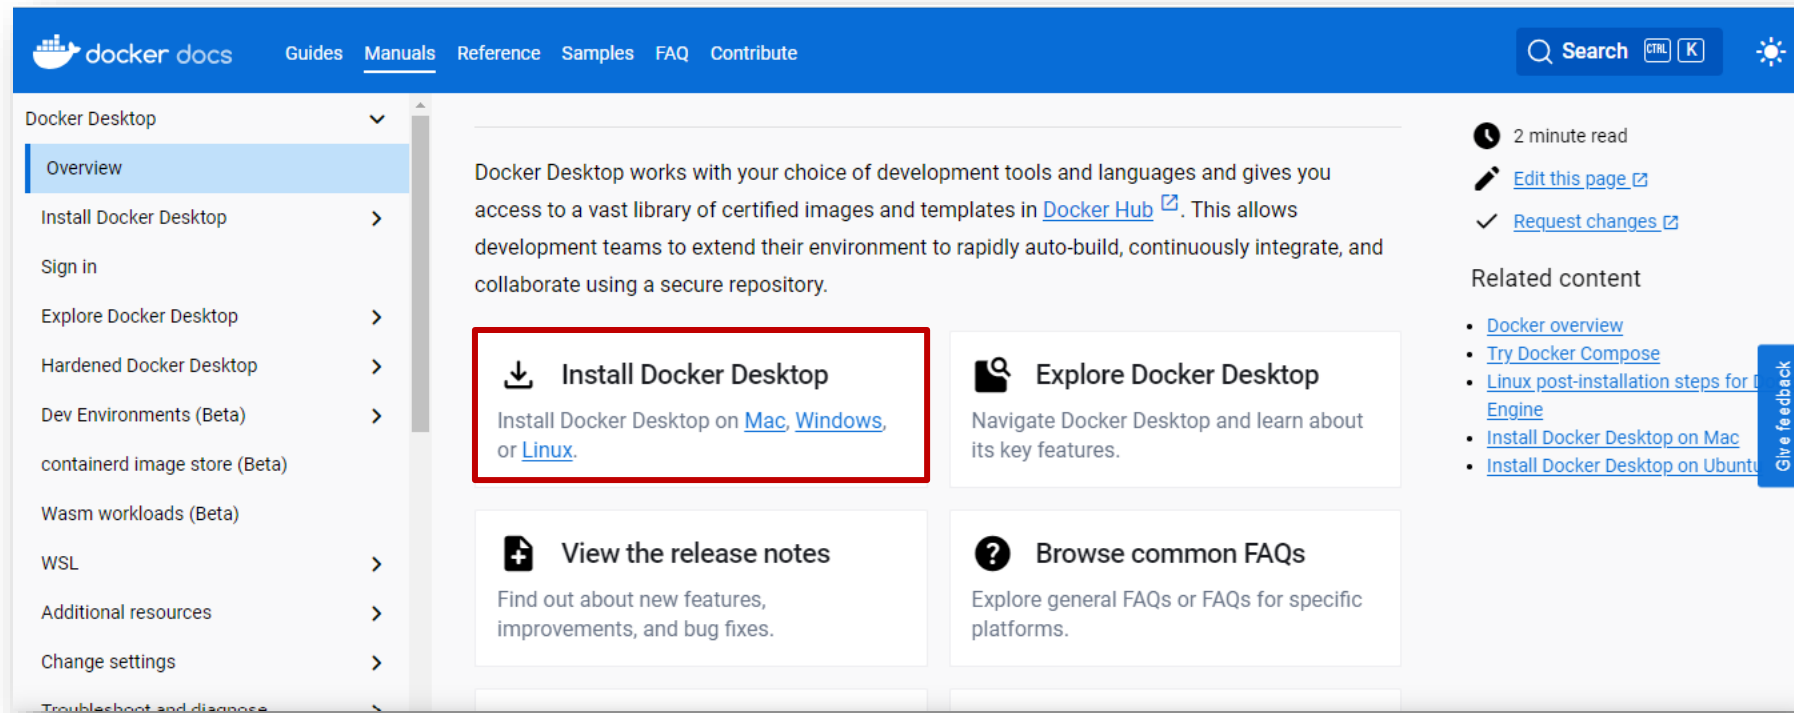 docker docs
Guides Manuals Reference Samples FAQ Contribute
Search CTRL K
Docker Desktop
Overview
Install Docker Desktop
Sign in
Explore Docker Desktop
Hardened Docker Desktop
Dev Environments (Beta)
containerd image store (Beta)
Wasm workloads (Beta)
WSL
Additional resources
Change settings
Troubleshoot and diagnose
Docker Desktop works with your choice of development tools and languages and gives you
access to a vast library of certified images and templates in Docker Hub. This allows
development teams to extend their environment to rapidly auto-build, continuously integrate, and
collaborate using a secure repository.
Install Docker Desktop
Install Docker Desktop on Mac, Windows,
or Linux.
Explore Docker Desktop
Navigate Docker Desktop and learn about
its key features.
View the release notes
Find out about new features,
improvements, and bug fixes.
Browse common FAQs
Explore general FAQs or FAQs for specific
platforms.
2 minute read
Edit this page
Request changes
Related content
Docker overview
Try Docker Compose
Linux post-installation steps for
Engine
Install Docker Desktop on Mac
Install Docker Desktop on Ubuntu
Give feedback